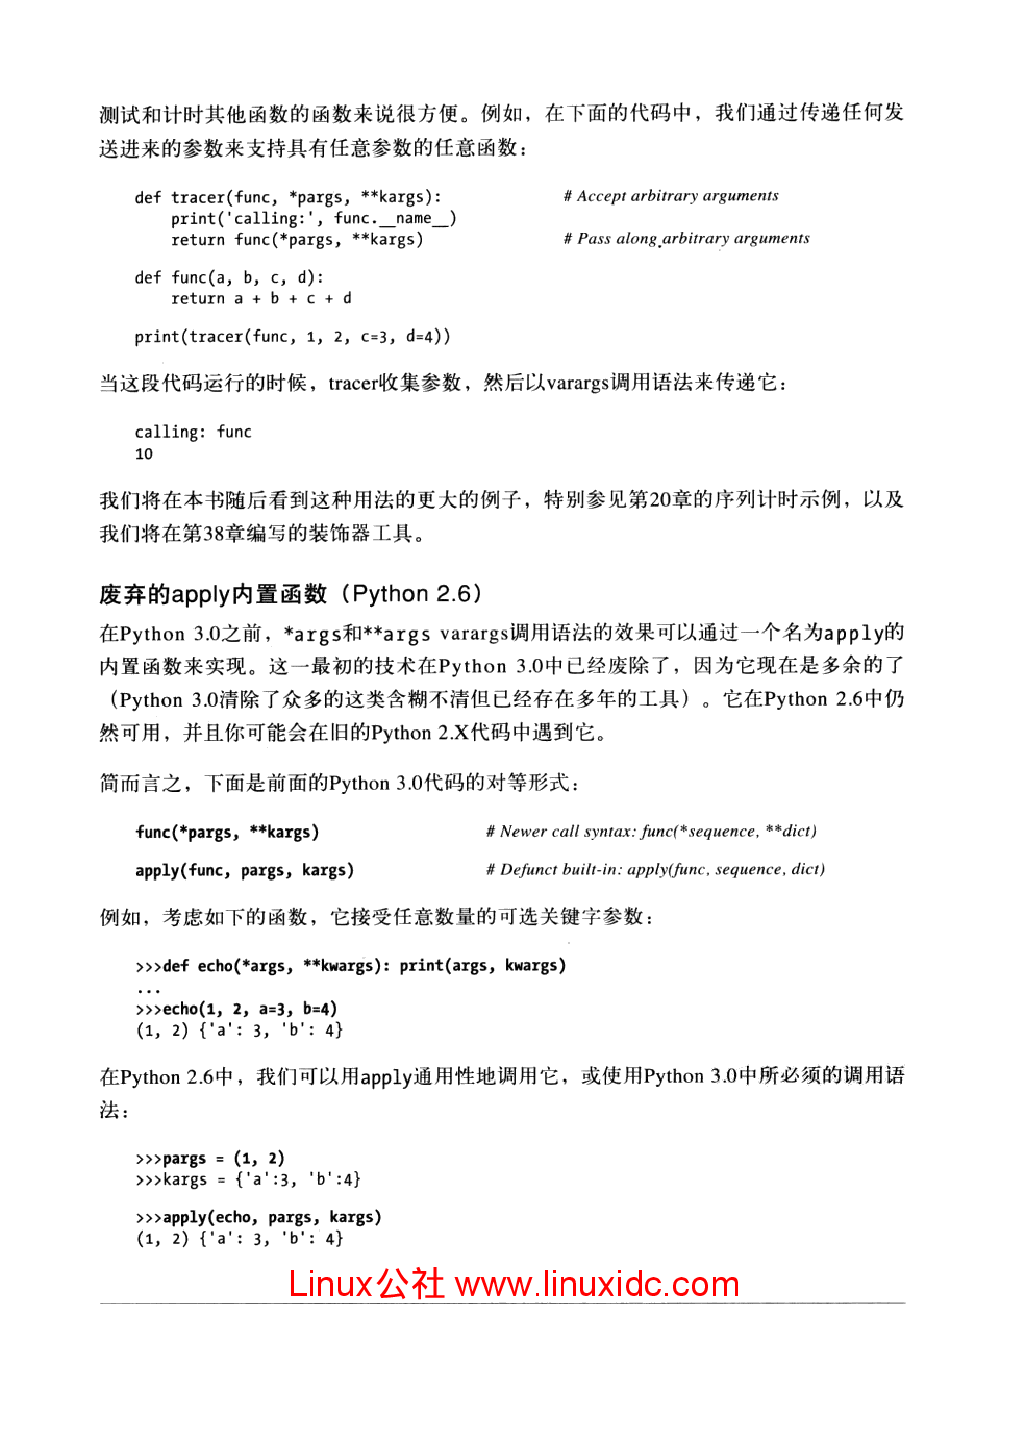 测试和计时其他函数的函数来说很方便。例如，在下面的代码中，我们通过传递任何发
送进来的参数来支持具有任意参数的任意函数：
def tracer(func, *pargs, **kargs): # Accept arbitrary arguments
print('calling:', func.__name__)
return func(*pargs, **kargs) # Pass along arbitrary arguments
def func(a, b, c, d):
return a + b + c + d
print(tracer(func, 1, 2, c=3, d=4))
当这段代码运行的时候，tracer收集参数，然后以varargs调用语法来传递它：
calling: func
10
我们将在本书随后看到这种用法的更大的例子，特别参见第20章的序列计时示例，以及
我们将在第38章编写的装饰器工具。
废弃的apply内置函数（Python 2.6）
在Python 3.0之前，*args和**args varargs调用语法的效果可以通过一个名为apply的
内置函数来实现。这一最初的技术在Python 3.0中已经废除了，因为它现在是多余的了
（Python 3.0清除了众多的这类含糊不清但已经存在多年的工具）。它在Python 2.6中仍
然可用，并且你可能会在旧的Python 2.X代码中遇到它。
简而言之，下面是前面的Python 3.0代码的对等形式：
func(*pargs, **kargs) # Newer call syntax: func(*sequence, **dict)
apply(func, pargs, kargs) # Defunct built-in: apply(func, sequence, dict)
例如，考虑如下的函数，它接受任意数量的可选关键字参数：
>>>def echo(*args, **kwargs): print(args, kwargs)
...
>>>echo(1, 2, a=3, b=4)
(1, 2) {'a': 3, 'b': 4}
在Python 2.6中，我们可以用apply通用性地调用它，或使用Python 3.0中所必须的调用语
法：
>>>pargs = (1, 2)
>>>kargs = {'a':3, 'b':4}
>>>apply(echo, pargs, kargs)
(1, 2) {'a': 3, 'b': 4}
Linux公社 www.linuxidc.com